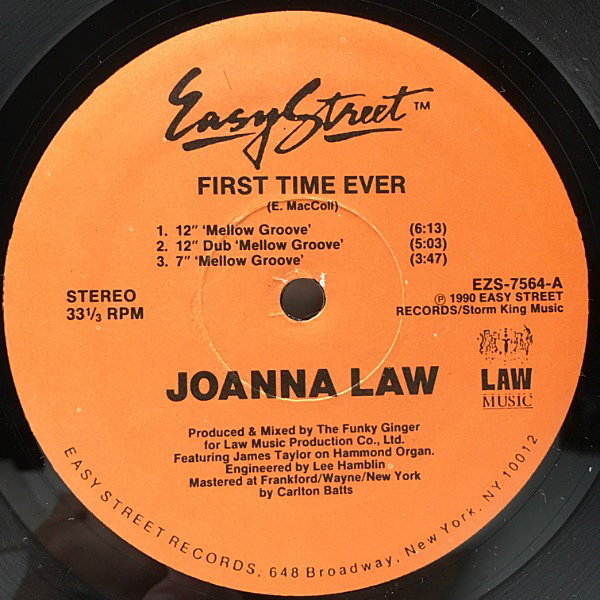 Easy Street™
FIRST TIME EVER
(E. MacColl)
1. 12" ‘Mellow Groove’ (6:13)
2. 12" Dub ‘Mellow Groove’ (5:03)
3. 7" ‘Mellow Groove’ (3:47)
STEREO
33⅓ RPM
EZS-7564-A
℗ 1990 EASY STREET
RECORDS/Storm King Music
LAW
MUSIC
JOANNA LAW
Produced & Mixed by The Funky Ginger
for Law Music Production Co., Ltd.
Featuring James Taylor on Hammond Organ.
Engineered by Lee Hamblin
Mastered at Frankford/Wayne/New York
by Carlton Batts
EASY STREET RECORDS, 648 Broadway, New York, NY 10012